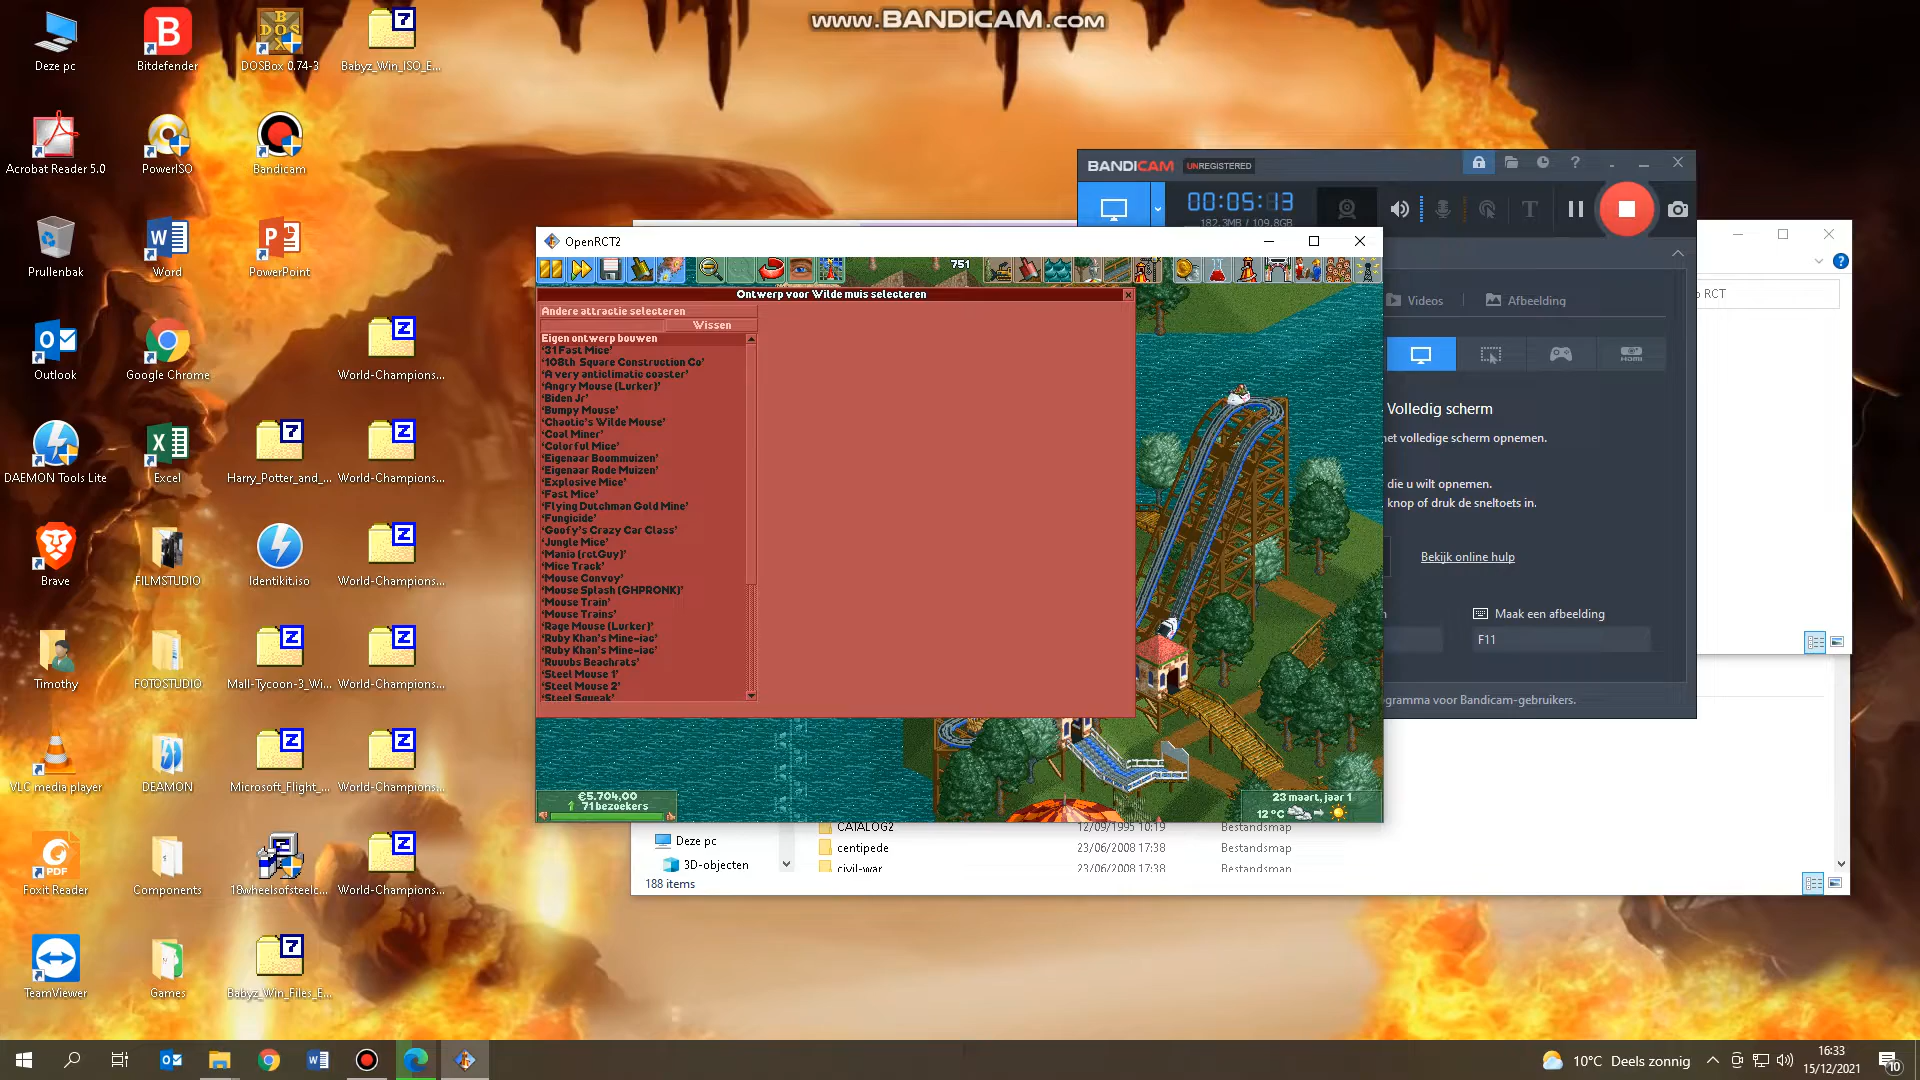 www.BANDICAM.com
Deze pc
Bitdefender
DOSBox 0.74-3
Babyz_Win_ISO_E...
Acrobat Reader 5.0
PowerISO
Bandicam
Prullenbak
Word
PowerPoint
Outlook
Google Chrome
World-Champions...
DAEMON Tools Lite
Excel
Harry_Potter_and_...
World-Champions...
Brave
FILMSTUDIO
Identikit.iso
World-Champions...
Timothy
FOTOSTUDIO
Mall-Tycoon-3_Wi...
World-Champions...
VLC media player
DEAMON
Microsoft_Flight_...
World-Champions...
Foxit Reader
Components
18wheelsofsteelc...
World-Champions...
TeamViewer
Games
Babyz_Win_Files_E...
BANDICAM UNREGISTERED
00:05:13
182.3MB / 109.8GB
Videos
Afbeelding
HDMI
Volledig scherm
het volledige scherm opnemen.
die u wilt opnemen.
knop of druk de sneltoets in.
Bekijk online hulp
Maak een afbeelding
F11
gramma voor Bandicam-gebruikers.
RCT
OpenRCT2
751
Ontwerp voor Wilde muis selecteren
Andere attractie selecteren
Wissen
Eigen ontwerp bouwen
'31 Fast Mice'
'108th Square Construction Co'
'A very anticlimatic coaster'
'Angry Mouse (Lurker)'
'Biden Jr'
'Bumpy Mouse'
'Chaotic's Wilde Mouse'
'Coal Miner'
'Colorful Mice'
'Eigenaar Boommuizen'
'Eigenaar Rode Muizen'
'Explosive Mice'
'Fast Mice'
'Flying Dutchman Gold Mine'
'Fungicide'
'Goofy's Crazy Car Class'
'Jungle Mice'
'Mania (rctGuy)'
'Mice Track'
'Mouse Convoy'
'Mouse Splash (GHPRONK)'
'Mouse Train'
'Mouse Trains'
'Rage Mouse (Lurker)'
'Ruby Khan's Mine-iac'
'Ruby Khan's Mine-iac'
'Ruuubs Beachrats'
'Steel Mouse 1'
'Steel Mouse 2'
'Steel Squeak'
€5.704,00
71 bezoekers
23 maart, jaar 1
12 °C
Deze pc
3D-objecten
188 items
CATALOG2 12/09/1995 10:19 Bestandsmap
centipede 23/06/2008 17:38 Bestandsmap
civil-war 23/06/2008 17:38 Bestandsmap
10°C Deels zonnig
16:33
15/12/2021
10